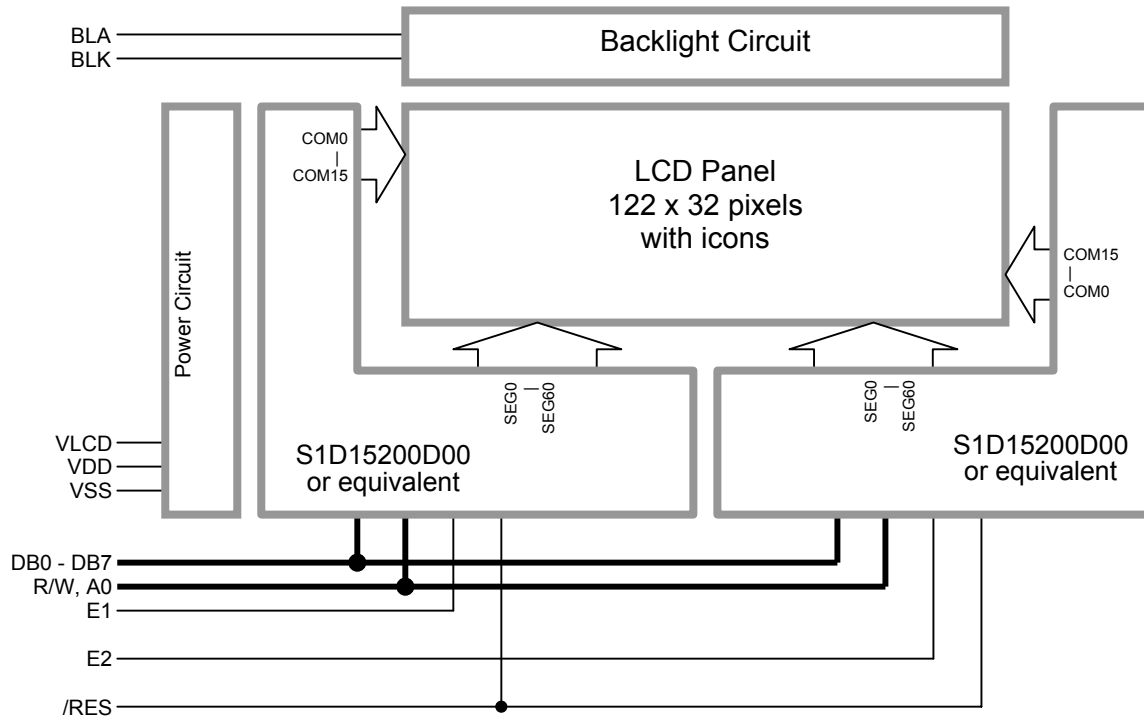 BLA
BLK
Backlight Circuit
COM0
|
COM15
LCD Panel
122 x 32 pixels
with icons
COM15
|
COM0
Power Circuit
SEG0
|
SEG60
SEG0
|
SEG60
S1D15200D00
or equivalent
S1D15200D00
or equivalent
VLCD
VDD
VSS
DB0 - DB7
R/W, A0
E1
E2
/RES